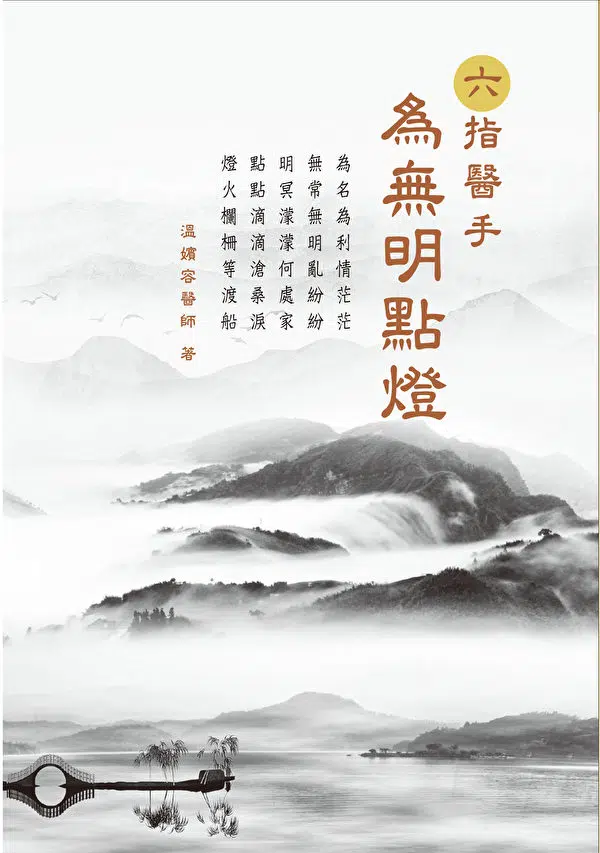 六指醫手
為無明點燈
為名為利情茫茫
無常無明亂紛紛
明冥濛濛何處家
點點滴滴滄桑淚
燈火欄柵等渡船
溫嬪容醫師 著